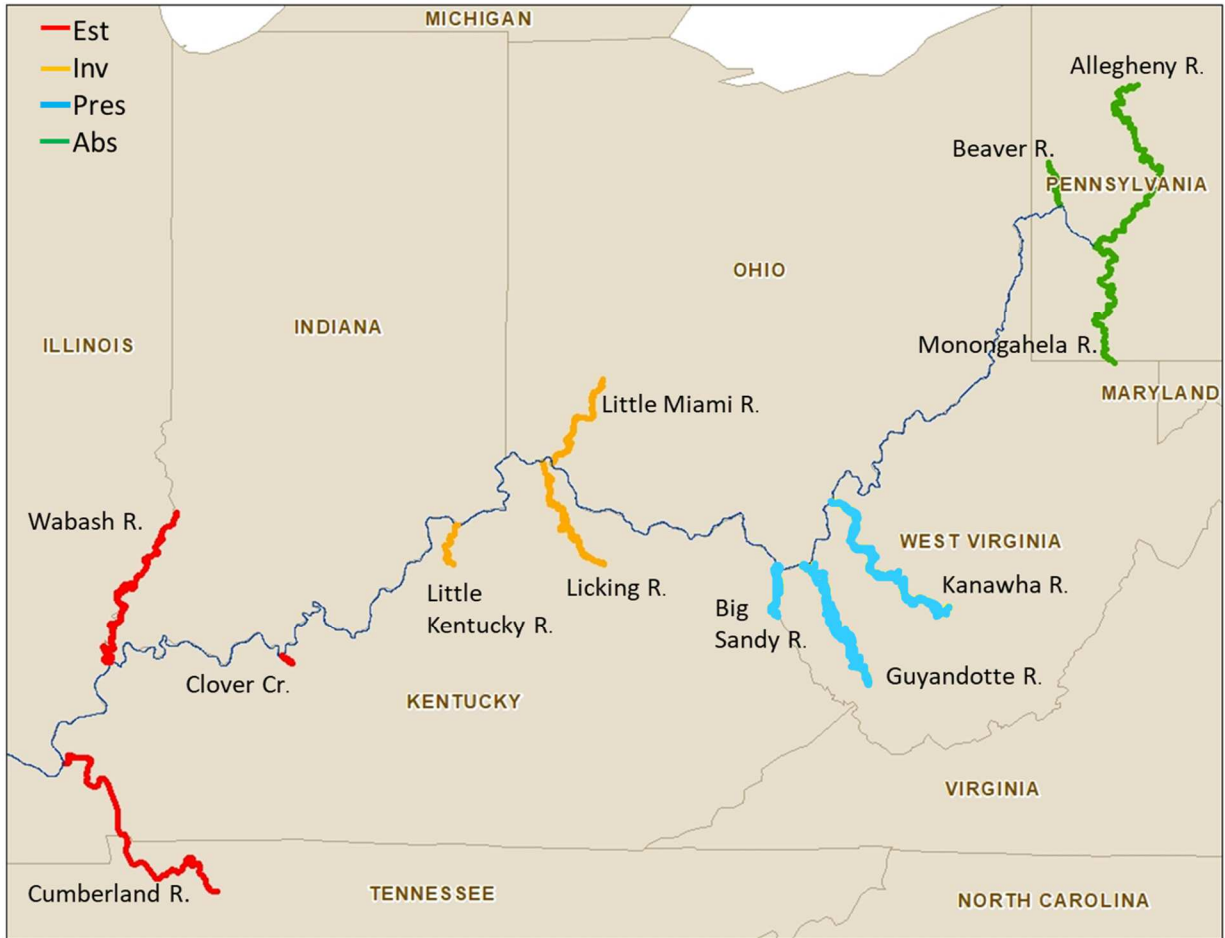 MICHIGAN
Est
Inv
Pres
Abs
Allegheny R.
Beaver R.
PENNSYLVANIA
OHIO
INDIANA
ILLINOIS
Monongahela R.
MARYLAND
Little Miami R.
Wabash R.
WEST VIRGINIA
Kanawha R.
Licking R.
Little
Kentucky R.
Big
Sandy R.
Guyandotte R.
Clover Cr.
KENTUCKY
VIRGINIA
Cumberland R.
TENNESSEE
NORTH CAROLINA